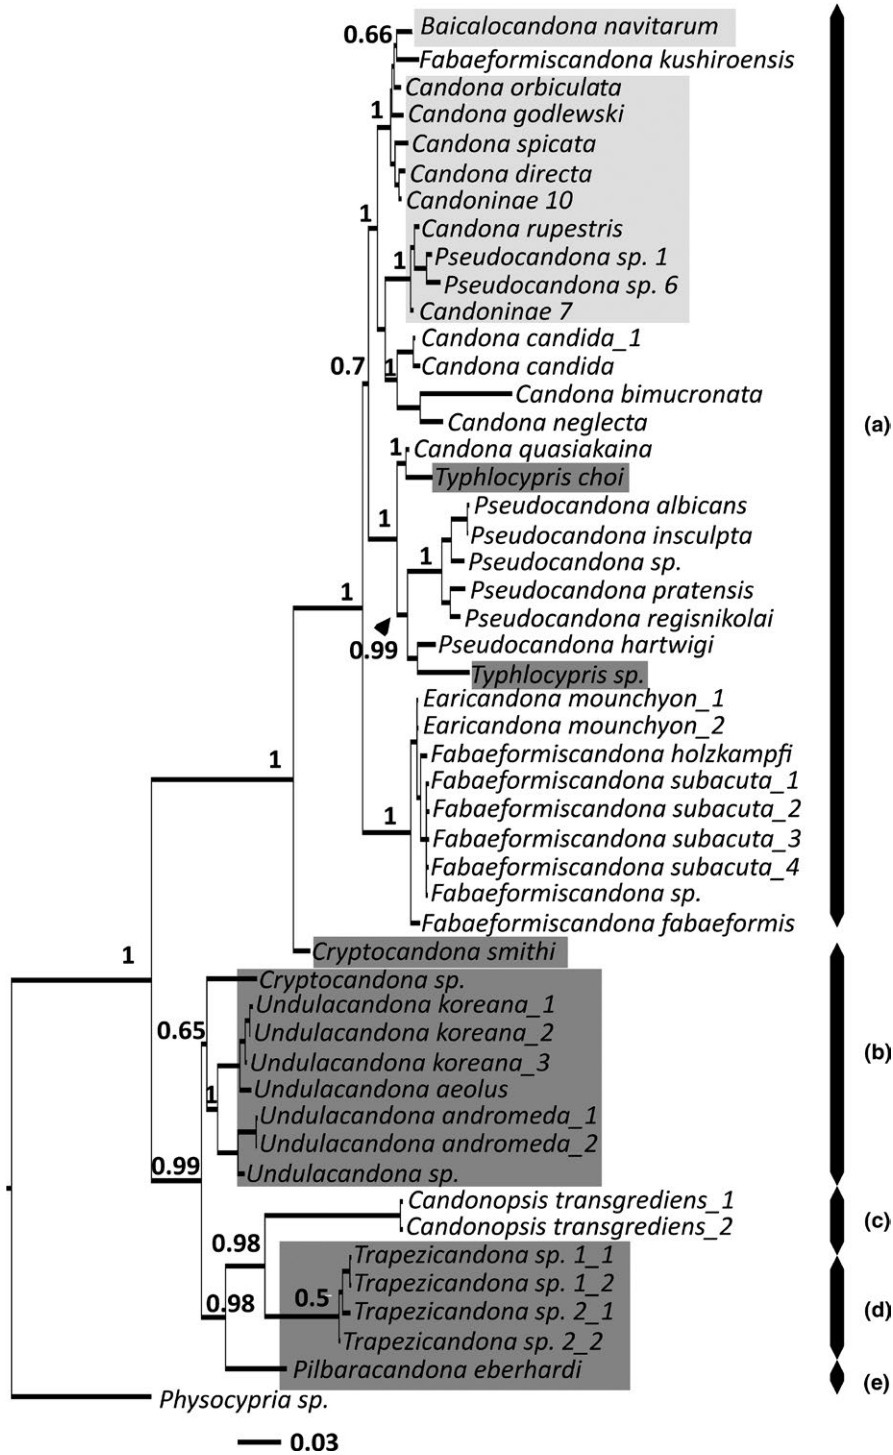 Baicalocandona navitarum
0.66
Fabaeformiscandona kushiroensis
Candona orbiculata
1
Candona godlewski
Candona spicata
Candona directa
Candoninae 10
1
Candona rupestris
Pseudocandona sp. 1
1
Pseudocandona sp. 6
Candoninae 7
Candona candida_1
0.7
1
Candona candida
Candona bimucronata
Candona neglecta
(a)
1
Candona quasiakaina
Typhlocypris choi
Pseudocandona albicans
1
Pseudocandona insculpta
1
Pseudocandona sp.
1
Pseudocandona pratensis
Pseudocandona regisnikolai
0.99
Pseudocandona hartwigi
Typhlocypris sp.
Earicandona mounchyon_1
Earicandona mounchyon_2
1
Fabaeformiscandona holzkampfi
Fabaeformiscandona subacuta_1
Fabaeformiscandona subacuta_2
1
Fabaeformiscandona subacuta_3
Fabaeformiscandona subacuta_4
Fabaeformiscandona sp.
Fabaeformiscandona fabaeformis
1
Cryptocandona smithi
Cryptocandona sp.
Undulacandona koreana_1
0.65
Undulacandona koreana_2
(b)
Undulacandona koreana_3
1
Undulacandona aeolus
Undulacandona andromeda_1
Undulacandona andromeda_2
0.99
Undulacandona sp.
Candonopsis transgrediens_1
(c)
Candonopsis transgrediens_2
0.98
Trapezicandona sp. 1_1
Trapezicandona sp. 1_2
0.98
0.5
Trapezicandona sp. 2_1
(d)
Trapezicandona sp. 2_2
Pilbaracandona eberhardi
(e)
Physocypria sp.
0.03